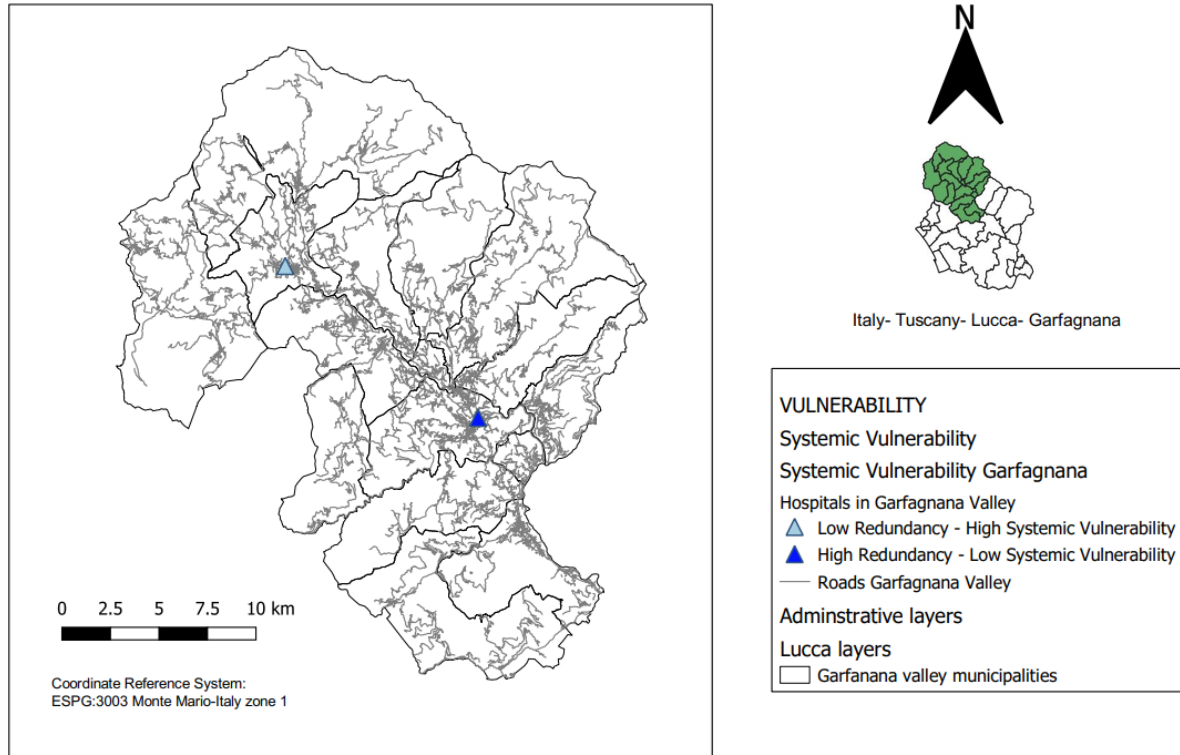 N
Italy- Tuscany- Lucca- Garfagnana
VULNERABILITY
Systemic Vulnerability
Systemic Vulnerability Garfagnana
Hospitals in Garfagnana Valley
Low Redundancy - High Systemic Vulnerability
High Redundancy - Low Systemic Vulnerability
Roads Garfagnana Valley
Adminstrative layers
Lucca layers
Garfanana valley municipalities
0 2.5 5 7.5 10 km
Coordinate Reference System:
ESPG:3003 Monte Mario-Italy zone 1